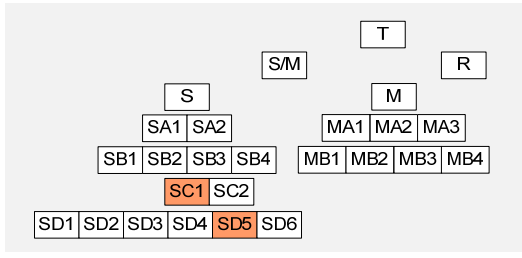 T
S/M R
S M
SA1 SA2 MA1 MA2 MA3
SB1 SB2 SB3 SB4 MB1 MB2 MB3 MB4
SC1 SC2
SD1 SD2 SD3 SD4 SD5 SD6